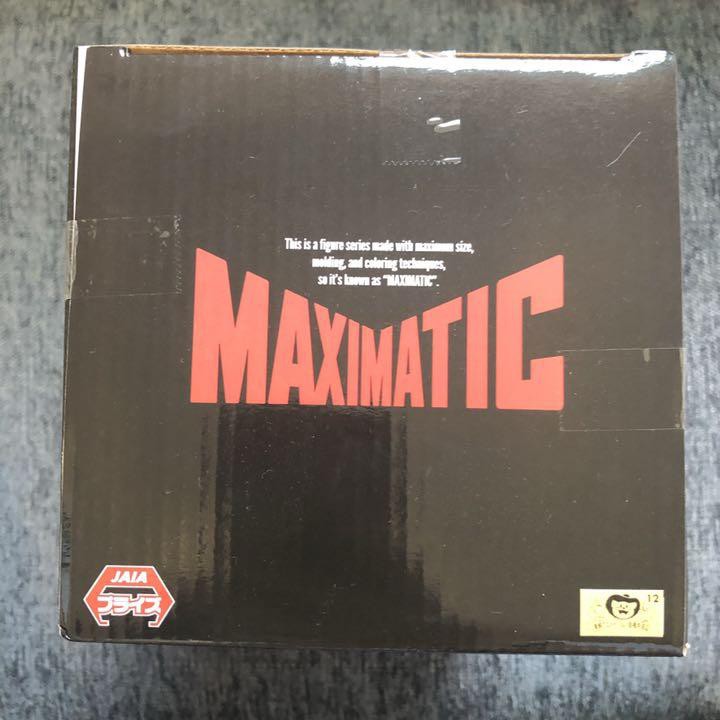 This is a figure series made with maximum size,
molding, and coloring techniques,
so it's known as "MAXIMATIC".
MAXIMATIC
JAIA
プライズ
12